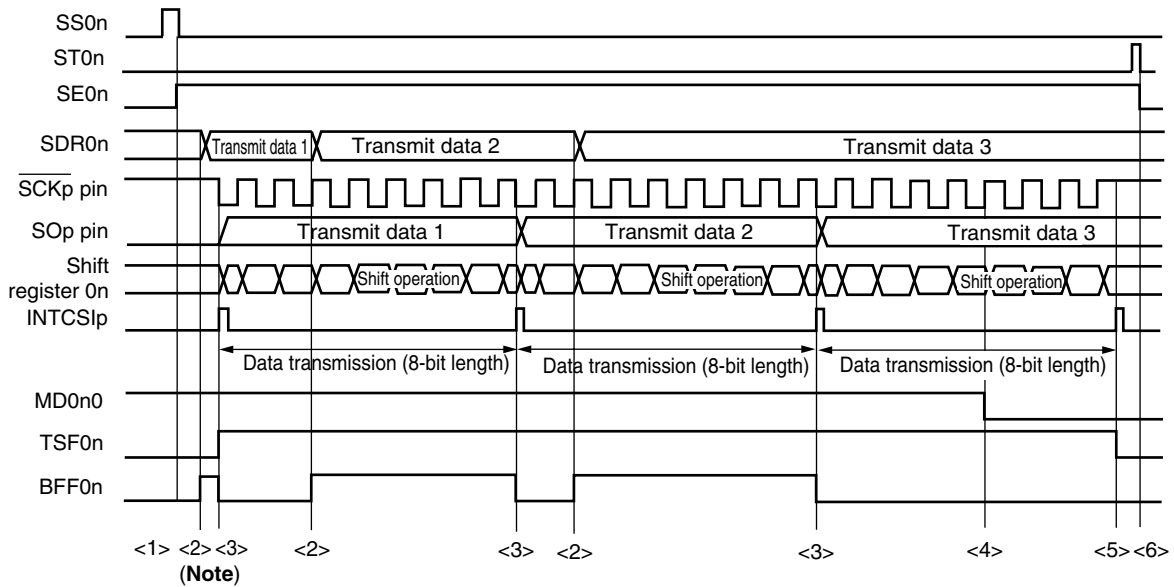 SS0n
ST0n
SE0n
SDR0n Transmit data 1 Transmit data 2 Transmit data 3
SCKp pin
SOp pin Transmit data 1 Transmit data 2 Transmit data 3
Shift register 0n Shift operation Shift operation Shift operation
INTCSIp
Data transmission (8-bit length) Data transmission (8-bit length) Data transmission (8-bit length)
MD0n0
TSF0n
BFF0n
<1> <2> <3> <2> <3> <2> <3> <4> <5> <6>
(Note)